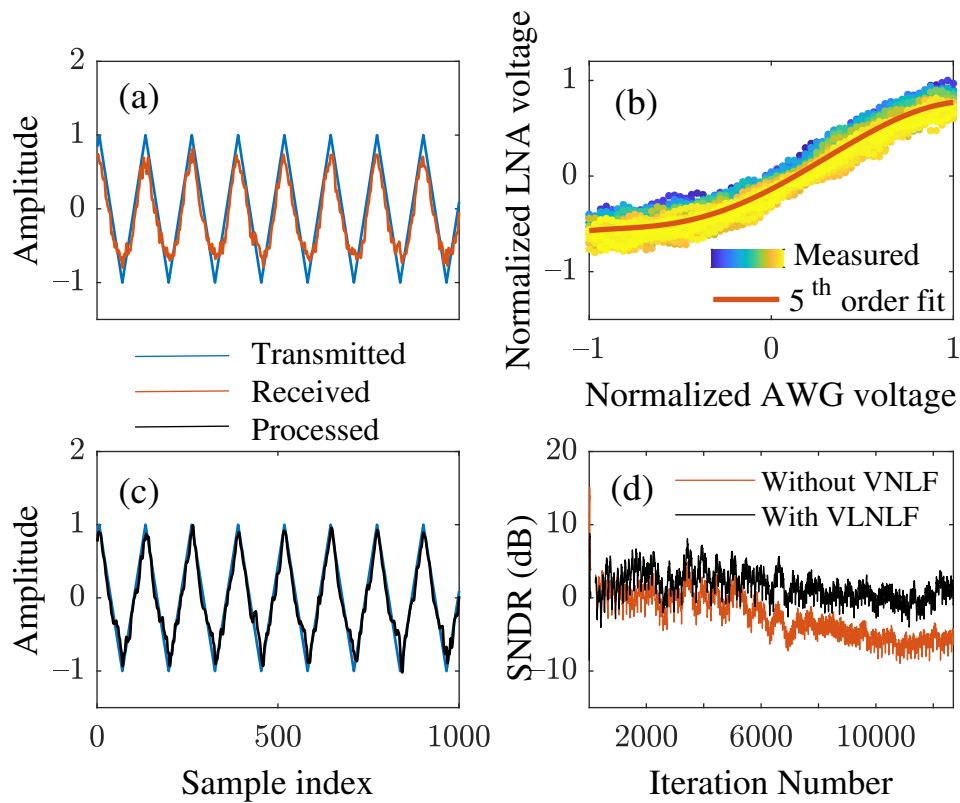 2
(a)
1
0
−1
Amplitude
Transmitted
Received
Processed
Normalized LNA voltage
(b)
1
0
−1
Measured
5 th order fit
−1 0 1
Normalized AWG voltage
2
(c)
1
0
−1
Amplitude
0 500 1000
Sample index
20
(d)
Without VNLF
With VLNLF
10
0
−10
SNDR (dB)
2000 6000 10000
Iteration Number